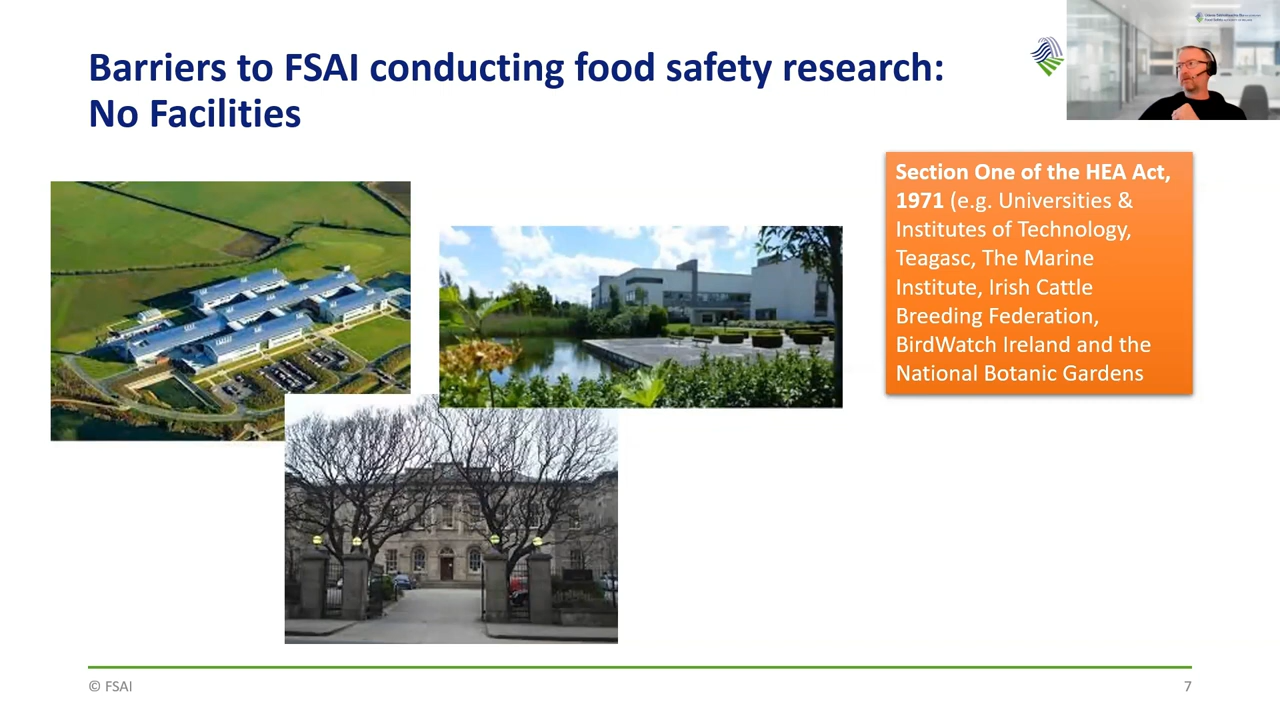 Barriers to FSAI conducting food safety research:
No Facilities
Section One of the HEA Act,
1971 (e.g. Universities &
Institutes of Technology,
Teagasc, The Marine
Institute, Irish Cattle
Breeding Federation,
BirdWatch Ireland and the
National Botanic Gardens
© FSAI
7